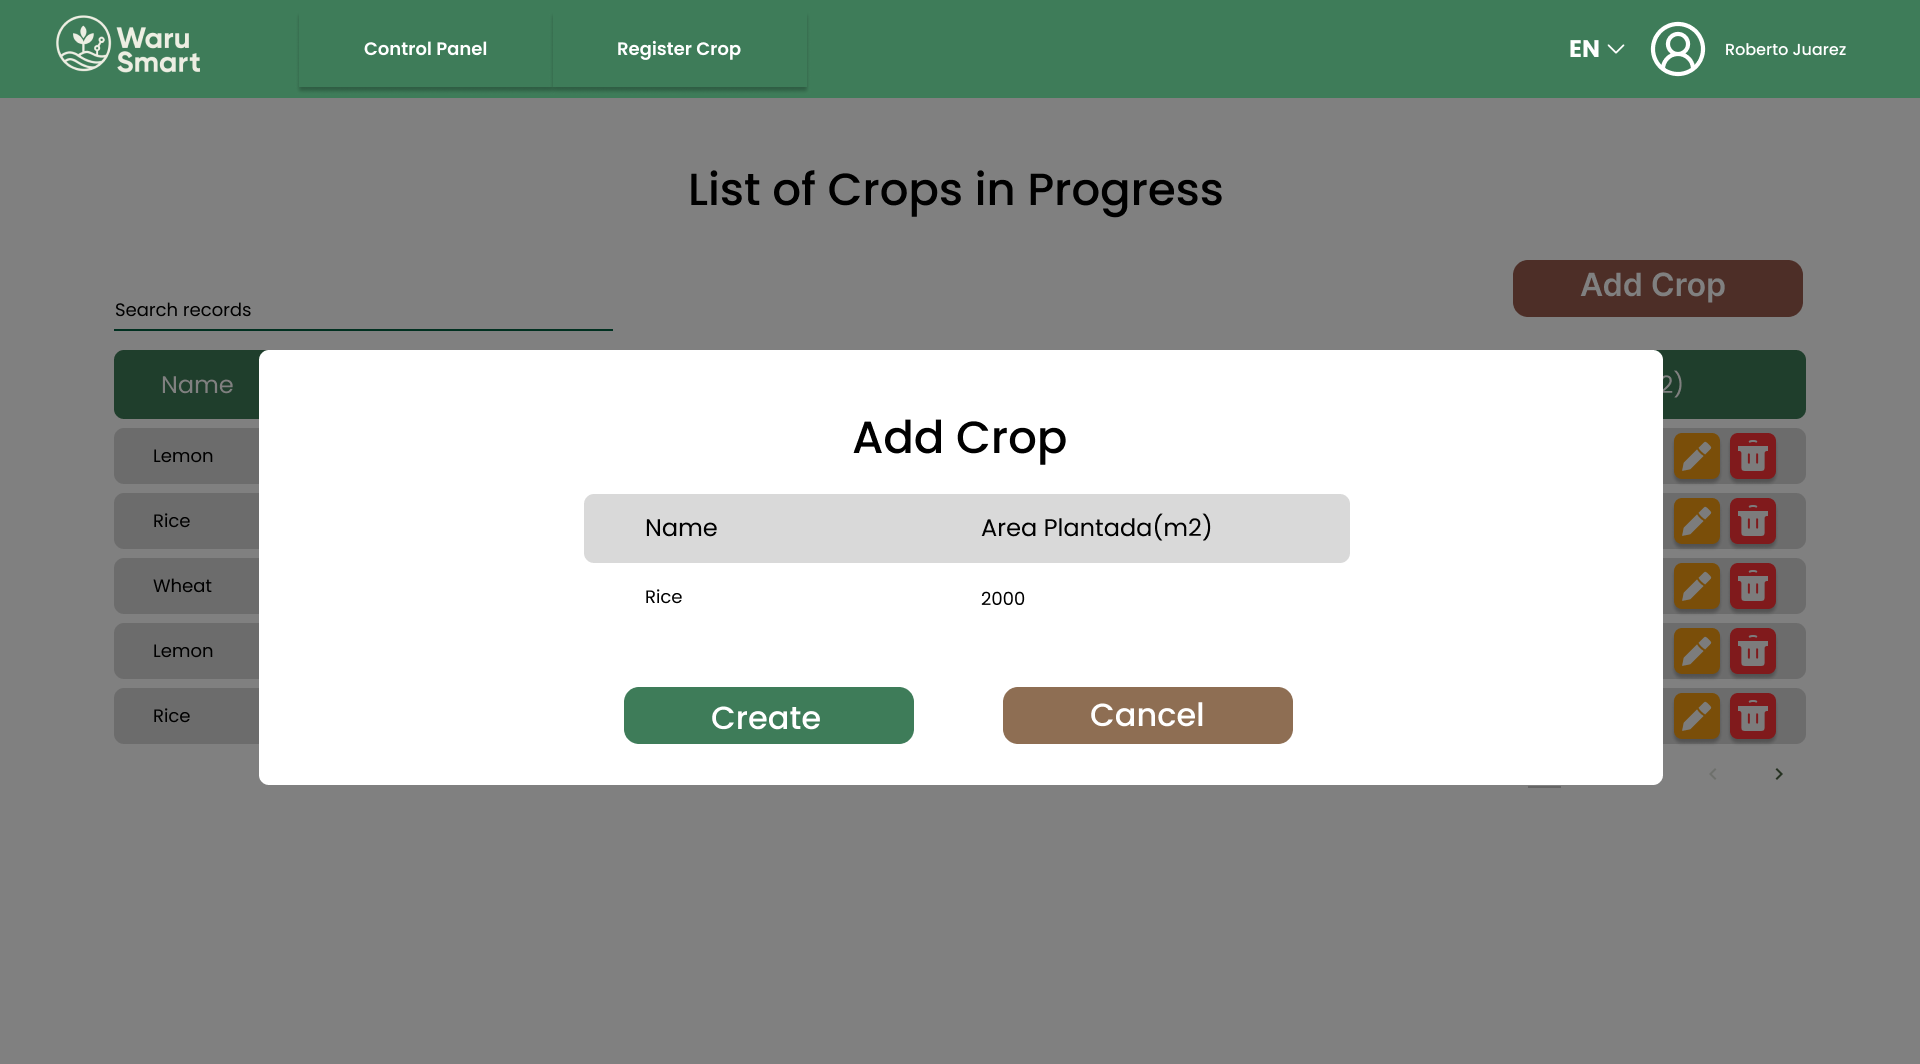 Waru
Smart
Control Panel
Register Crop
EN
Roberto Juarez
List of Crops in Progress
Add Crop
Search records
Name
2)
Add Crop
Lemon
Name
Area Plantada(m2)
Rice
Wheat
Rice
2000
Lemon
Rice
Create
Cancel